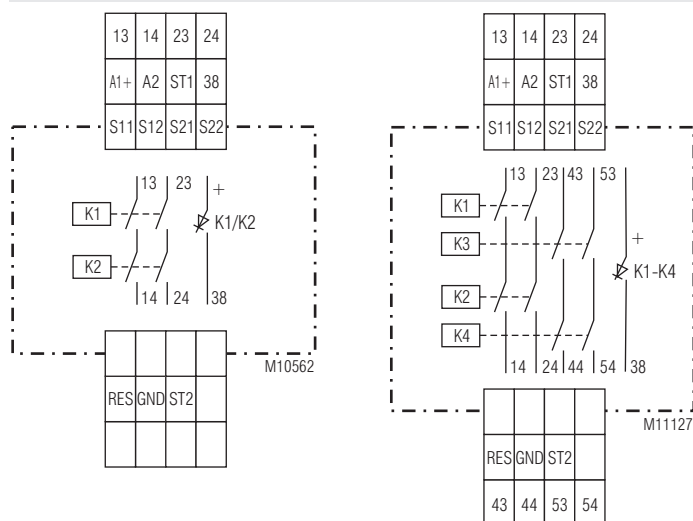 13 14 23 24
A1+ A2 ST1 38
S11 S12 S21 S22
13 23 +
K1 K1/K2
K2
14 24 38
M10562
RES GND ST2
13 14 23 24
A1+ A2 ST1 38
S11 S12 S21 S22
13 23 43 53
K1
K3 +
K1-K4
K2
K4
14 24 44 54 38
M11127
RES GND ST2
43 44 53 54